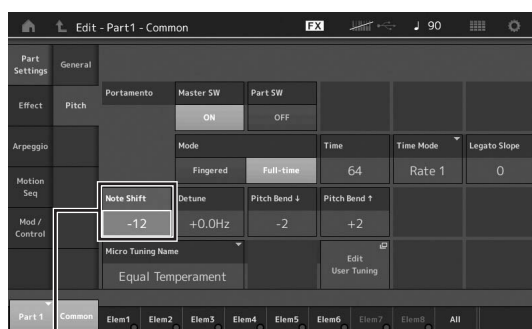 Edit - Part1 - Common
FX
90
Part Settings
General
Effect
Pitch
Portamento
Master SW
Part SW
ON
OFF
Arpeggio
Mode
Time
Time Mode
Legato Slope
Fingered
Full-time
64
Rate 1
0
Motion Seq
Note Shift
Detune
Pitch Bend ↓
Pitch Bend ↑
-12
+0.0Hz
-2
+2
Mod / Control
Micro Tuning Name
Equal Temperament
Edit
User Tuning
Part 1
Common
Elem1
Elem2
Elem3
Elem4
Elem5
Elem6
Elem7
Elem8
All